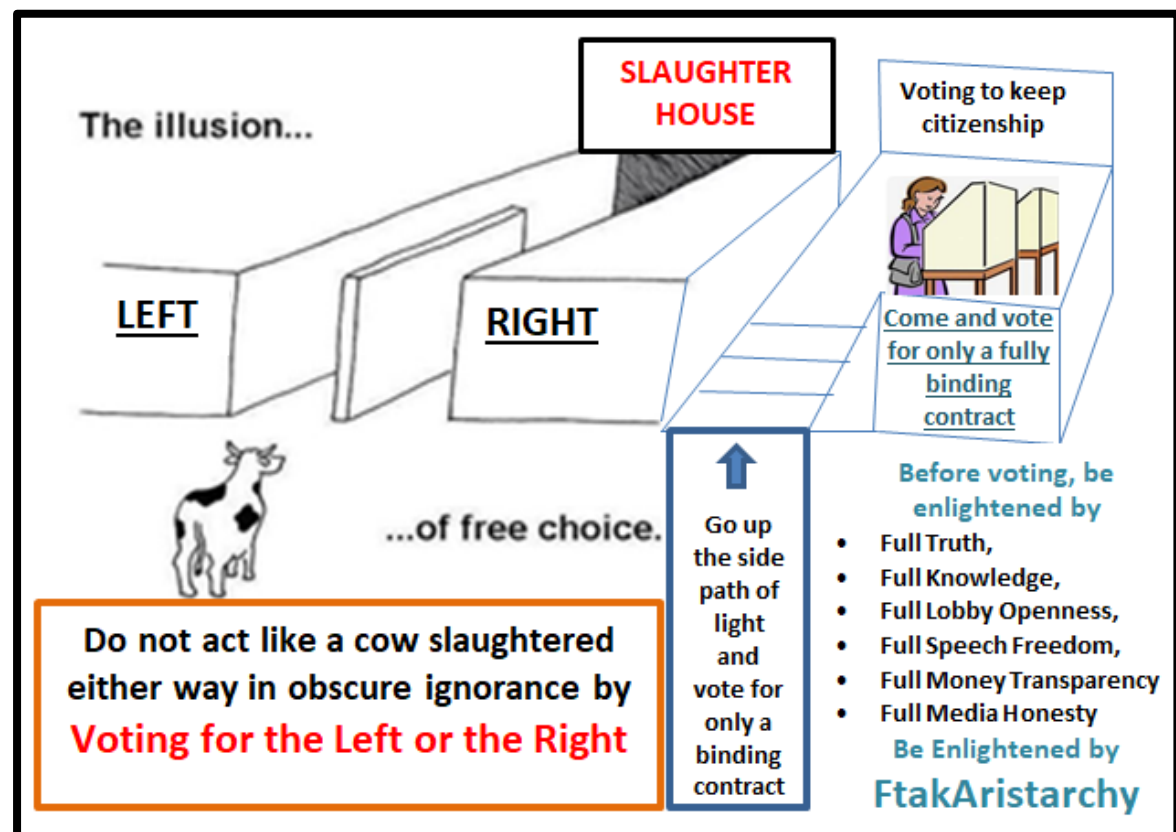 The illusion...
SLAUGHTER
HOUSE
Voting to keep
citizenship
LEFT
RIGHT
Come and vote
for only a fully
binding
contract
...of free choice.
Go up
the side
path of
light
and
vote for
only a
binding
contract
Before voting, be
enlightened by
• Full Truth,
• Full Knowledge,
• Full Lobby Openness,
• Full Speech Freedom,
• Full Money Transparency
• Full Media Honesty
Be Enlightened by
FtakAristarchy
Do not act like a cow slaughtered
either way in obscure ignorance by
Voting for the Left or the Right